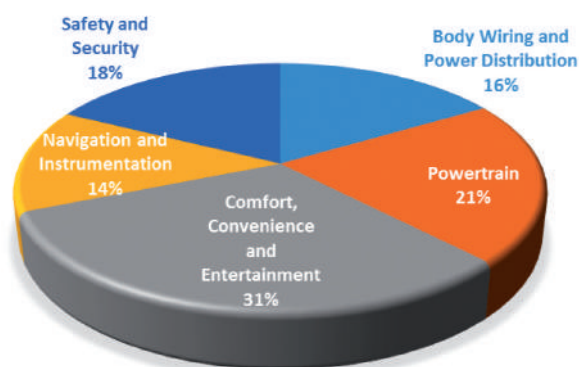 Safety and
Security
18%
Body Wiring and
Power Distribution
16%
Navigation and
Instrumentation
14%
Powertrain
21%
Comfort,
Convenience
and
Entertainment
31%